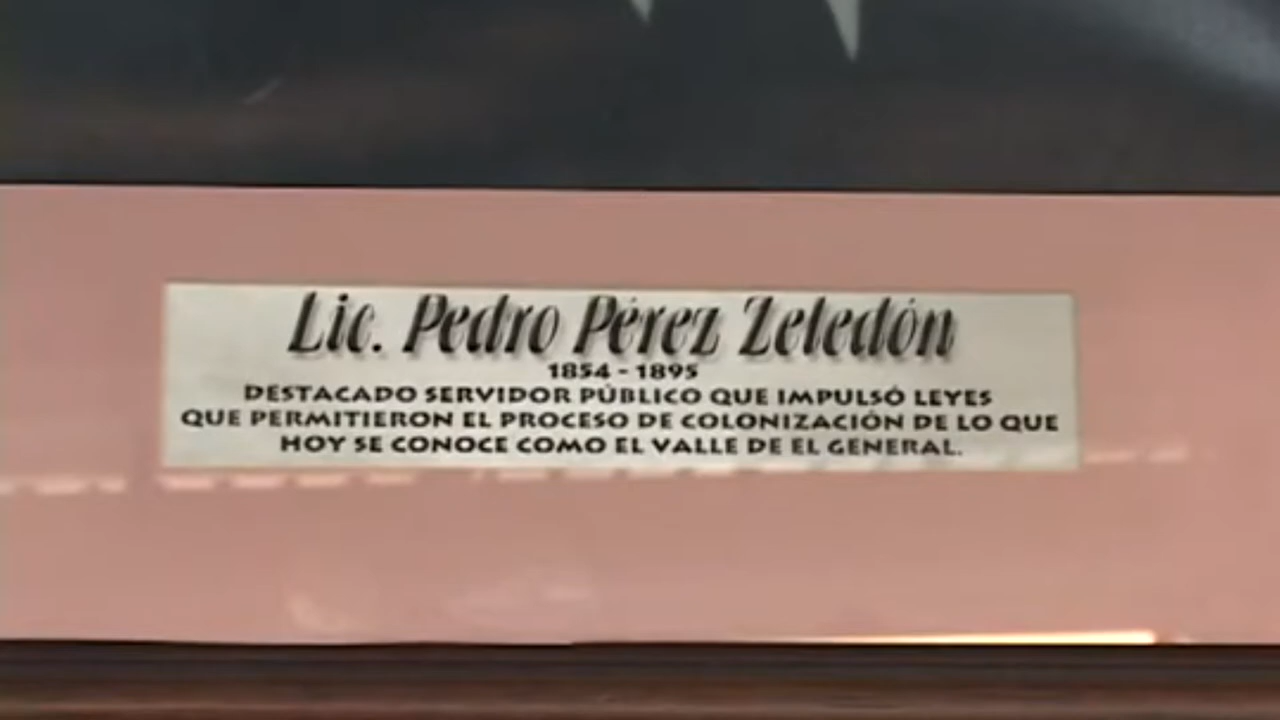 Lic. Pedro Pérez Zeledón
1854 - 1895
DESTACADO SERVIDOR PÚBLICO QUE IMPULSÓ LEYES
QUE PERMITIERON EL PROCESO DE COLONIZACIÓN DE LO QUE
HOY SE CONOCE COMO EL VALLE DE EL GENERAL.